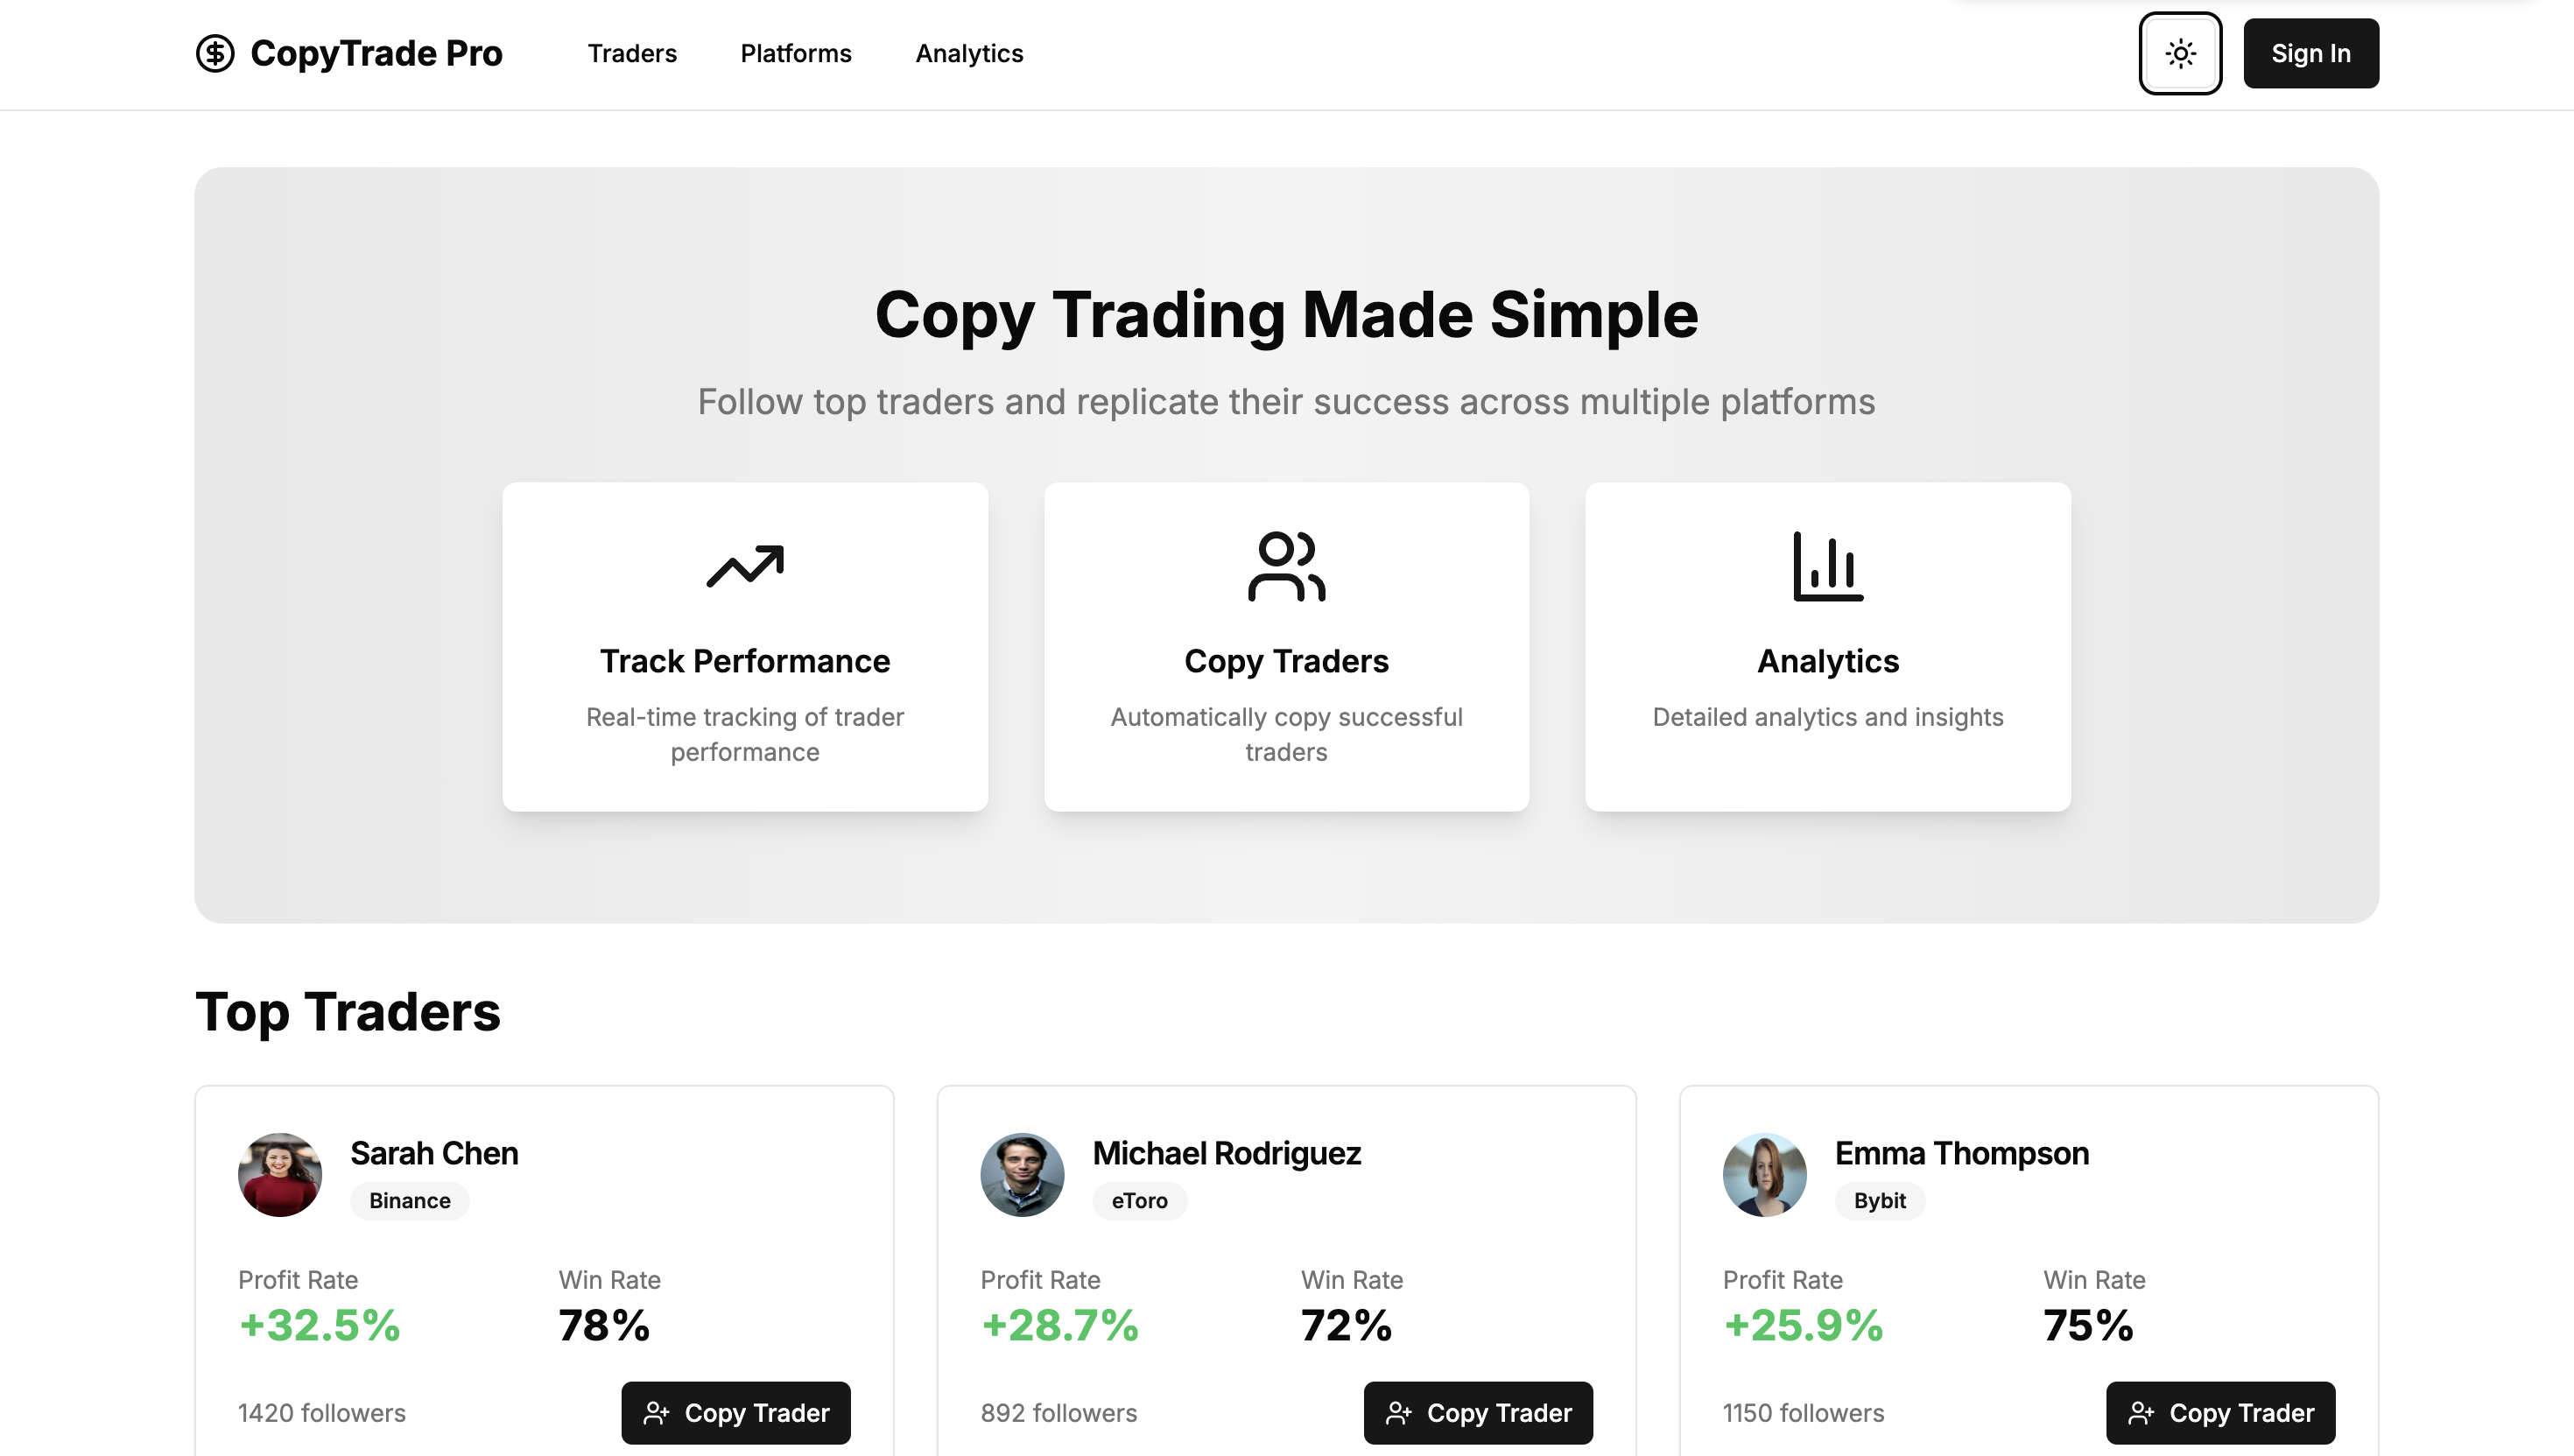 CopyTrade Pro
Traders
Platforms
Analytics
Sign In
Copy Trading Made Simple
Follow top traders and replicate their success across multiple platforms
Track Performance
Real-time tracking of trader
performance
Copy Traders
Automatically copy successful
traders
Analytics
Detailed analytics and insights
Top Traders
Sarah Chen
Binance
Profit Rate
Win Rate
+32.5%
78%
1420 followers
Copy Trader
Michael Rodriguez
eToro
Profit Rate
Win Rate
+28.7%
72%
892 followers
Copy Trader
Emma Thompson
Bybit
Profit Rate
Win Rate
+25.9%
75%
1150 followers
Copy Trader